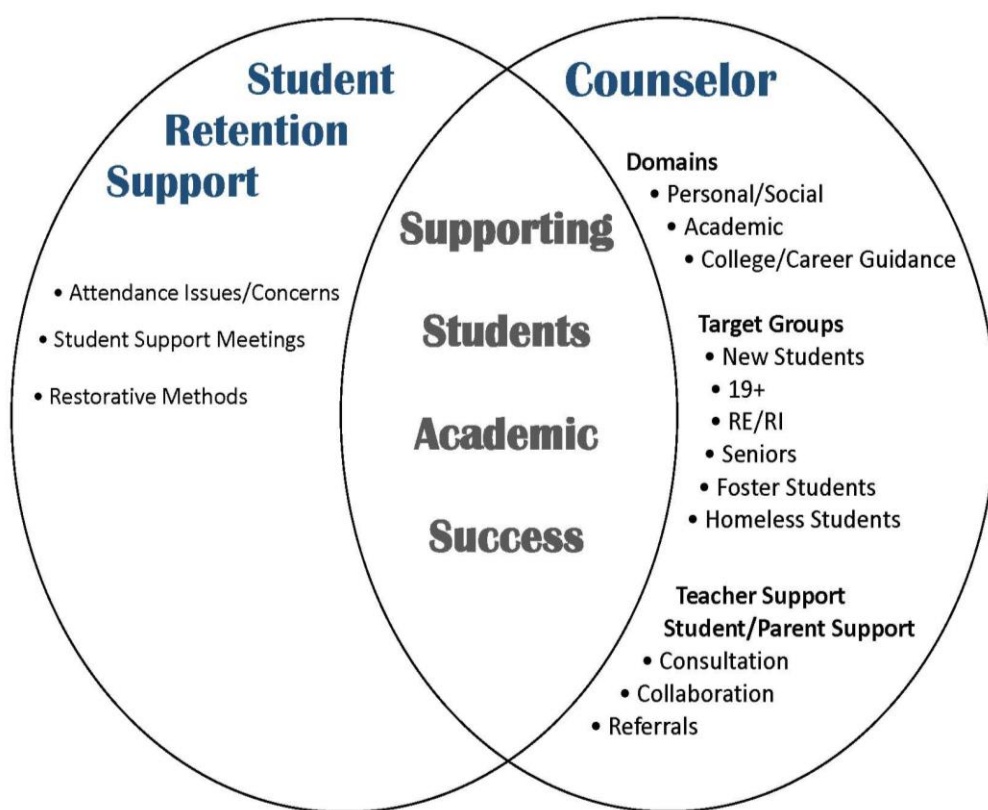 Student
Retention
Support
• Attendance Issues/Concerns
• Student Support Meetings
• Restorative Methods
Supporting
Students
Academic
Success
Counselor
Domains
• Personal/Social
• Academic
• College/Career Guidance
Target Groups
• New Students
• 19+
• RE/RI
• Seniors
• Foster Students
• Homeless Students
Teacher Support
Student/Parent Support
• Consultation
• Collaboration
• Referrals